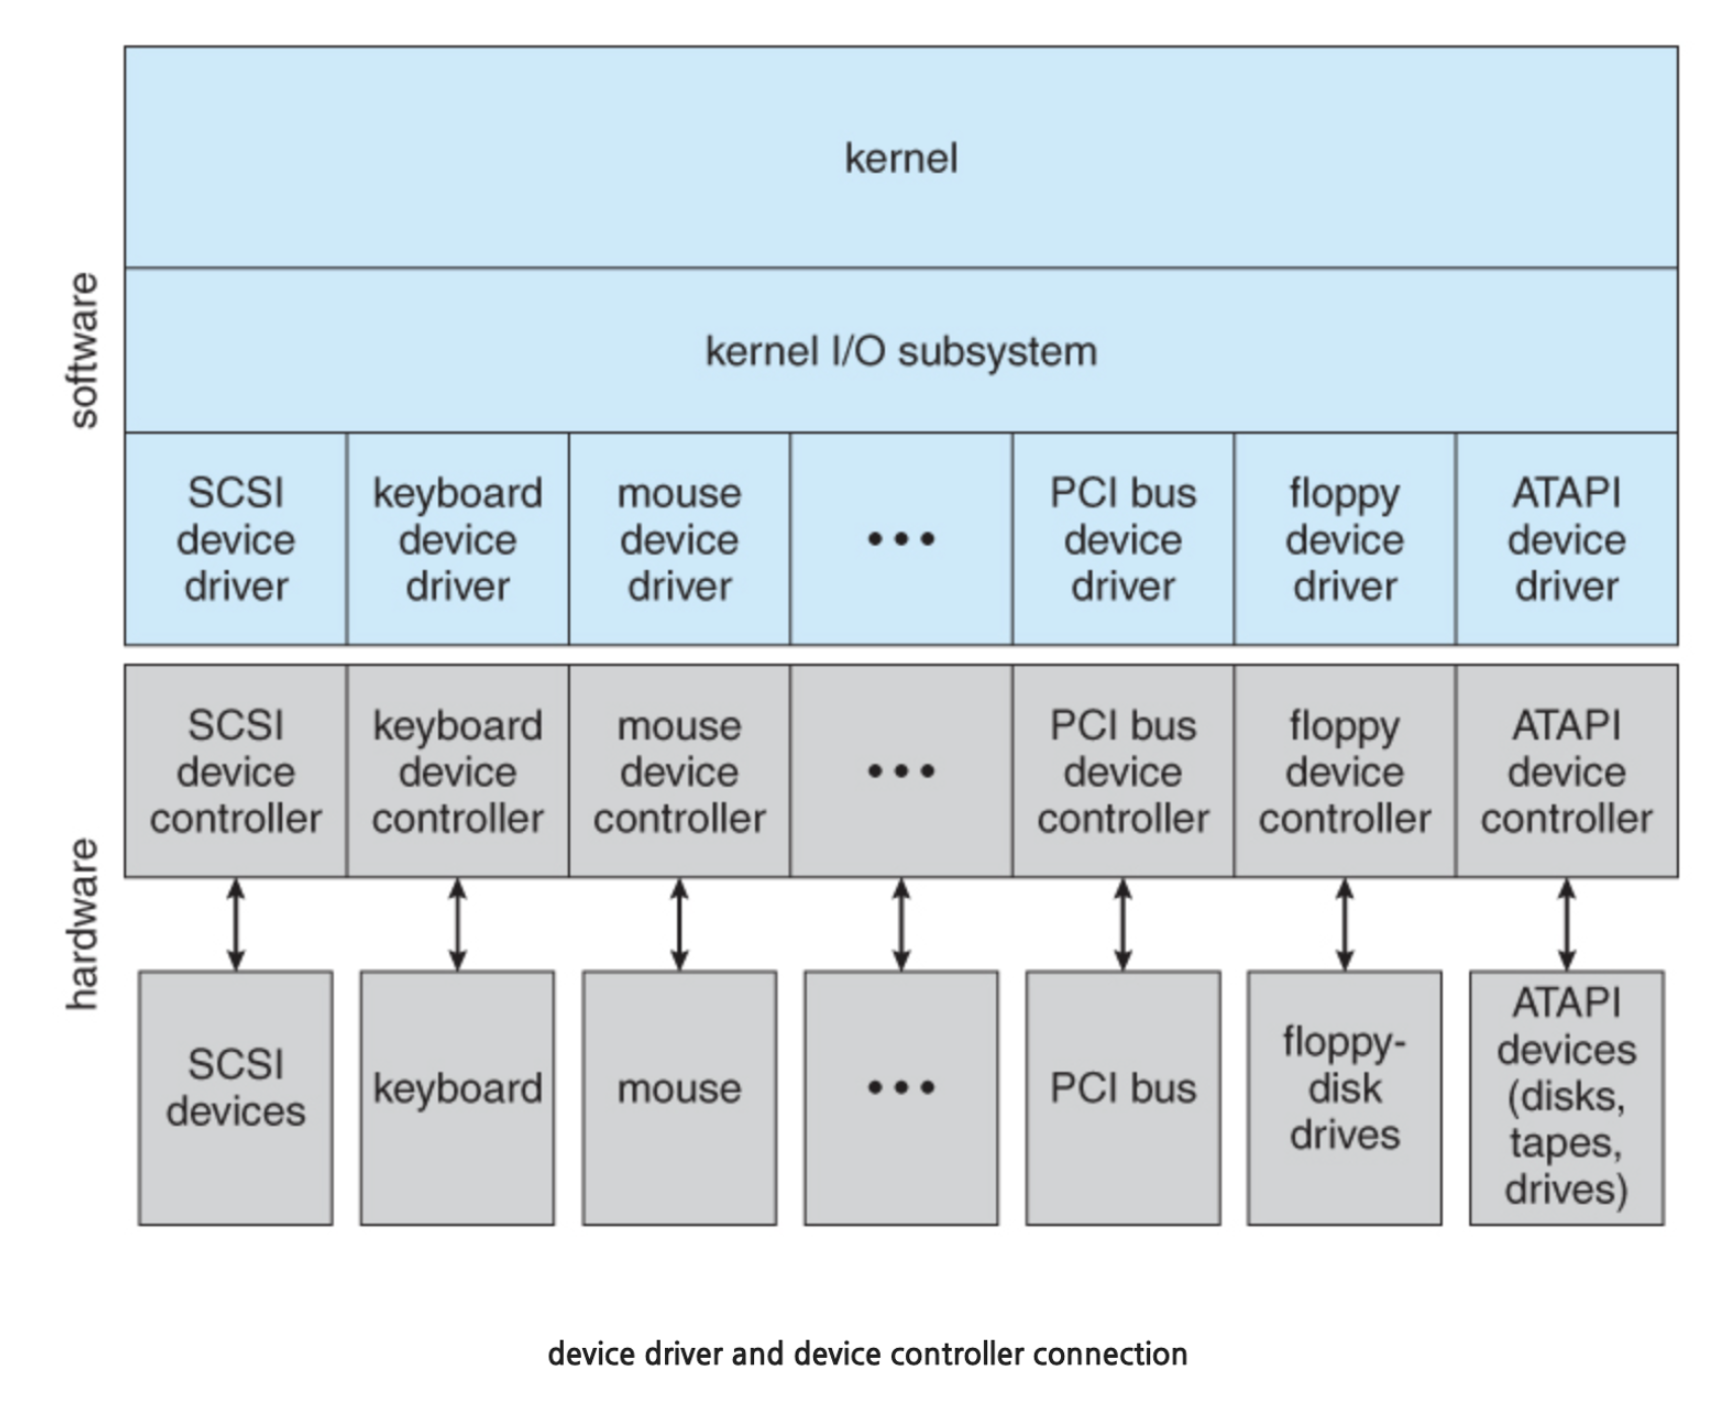 kernel
kernel I/O subsystem
software
SCSI
device
driver
keyboard
device
driver
mouse
device
driver
•••
PCI bus
device
driver
floppy
device
driver
ATAPI
device
driver
SCSI
device
controller
keyboard
device
controller
mouse
device
controller
•••
PCI bus
device
controller
floppy
device
controller
ATAPI
device
controller
hardware
SCSI
devices
keyboard
mouse
•••
PCI bus
floppy-
disk
drives
ATAPI
devices
(disks,
tapes,
drives)
device driver and device controller connection